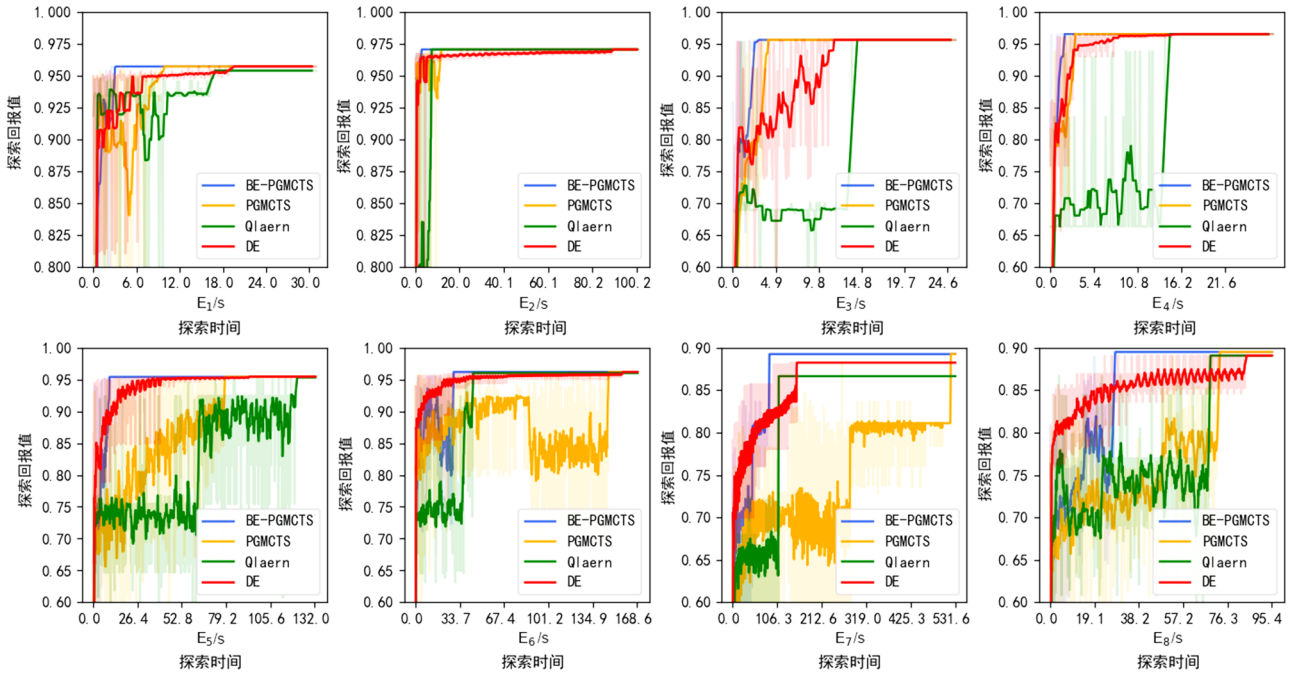 1.000
0.975
0.950
0.925
0.900
0.875
0.850
0.825
0.800
探索回报值
BE-PGMCTS
PGMCTS
Qlaern
DE
0.0 6.0 12.0 18.0 24.0 30.0
E₁/s
探索时间
1.000
0.975
0.950
0.925
0.900
0.875
0.850
0.825
0.800
探索回报值
BE-PGMCTS
PGMCTS
Qlaern
DE
0.0 20.0 40.1 60.1 80.2 100.2
E₂/s
探索时间
1.00
0.95
0.90
0.85
0.80
0.75
0.70
0.65
0.60
探索回报值
BE-PGMCTS
PGMCTS
Qlaern
DE
0.0 4.9 9.8 14.8 19.7 24.6
E₃/s
探索时间
1.00
0.95
0.90
0.85
0.80
0.75
0.70
0.65
0.60
探索回报值
BE-PGMCTS
PGMCTS
Qlaern
DE
0.0 5.4 10.8 16.2 21.6
E₄/s
探索时间
1.00
0.95
0.90
0.85
0.80
0.75
0.70
0.65
0.60
探索回报值
BE-PGMCTS
PGMCTS
Qlaern
DE
0.0 26.4 52.8 79.2 105.6 132.0
E₅/s
探索时间
1.00
0.95
0.90
0.85
0.80
0.75
0.70
0.65
0.60
探索回报值
BE-PGMCTS
PGMCTS
Qlaern
DE
0.0 33.7 67.4 101.2 134.9 168.6
E₆/s
探索时间
0.90
0.85
0.80
0.75
0.70
0.65
0.60
探索回报值
BE-PGMCTS
PGMCTS
Qlaern
DE
0.0 106.3 212.6 319.0 425.3 531.6
E₇/s
探索时间
0.90
0.85
0.80
0.75
0.70
0.65
0.60
探索回报值
BE-PGMCTS
PGMCTS
Qlaern
DE
0.0 19.1 38.2 57.2 76.3 95.4
E₈/s
探索时间